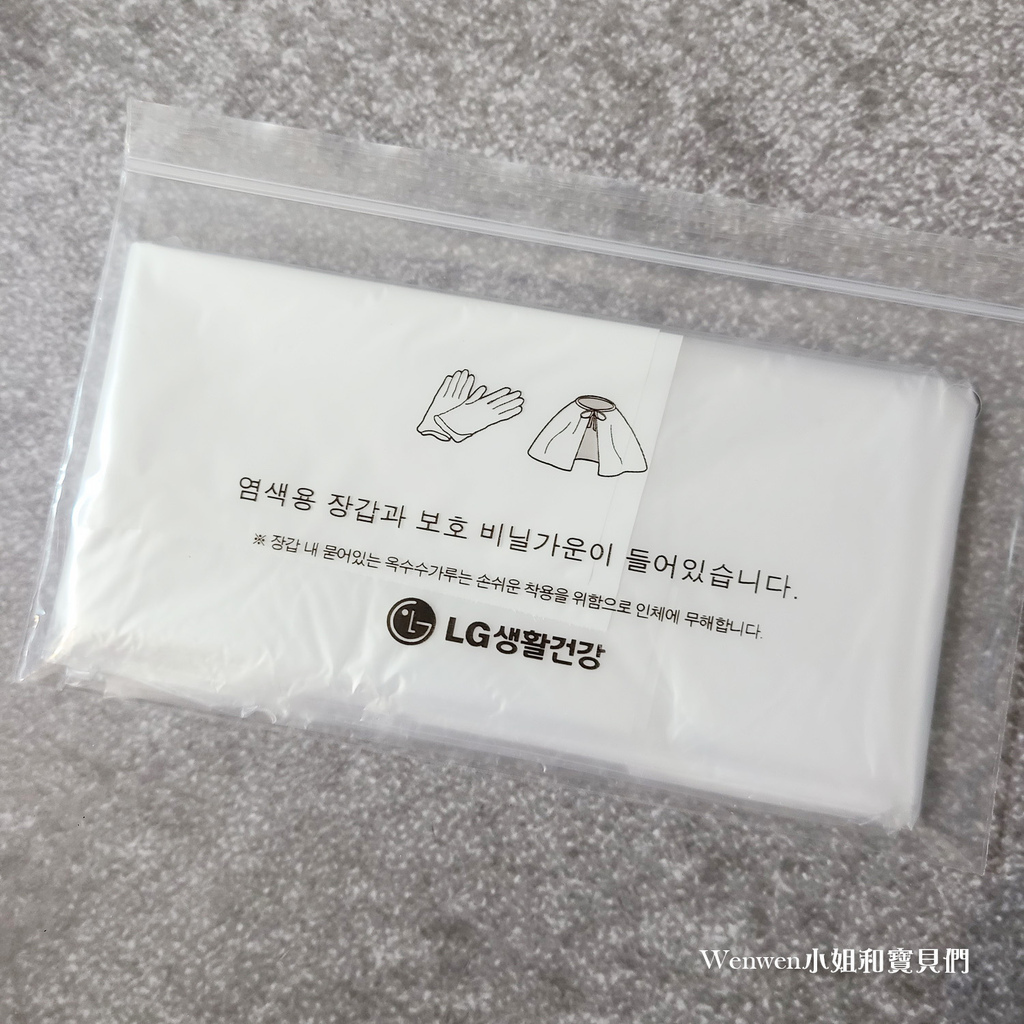 염색용 장갑과 보호 비닐가운이 들어있습니다.
※ 장갑 내 묻어있는 옥수수가루는 손쉬운 착용을 위함으로 인체에 무해합니다.
LG생활건강
Wenwen小姐和寶貝們